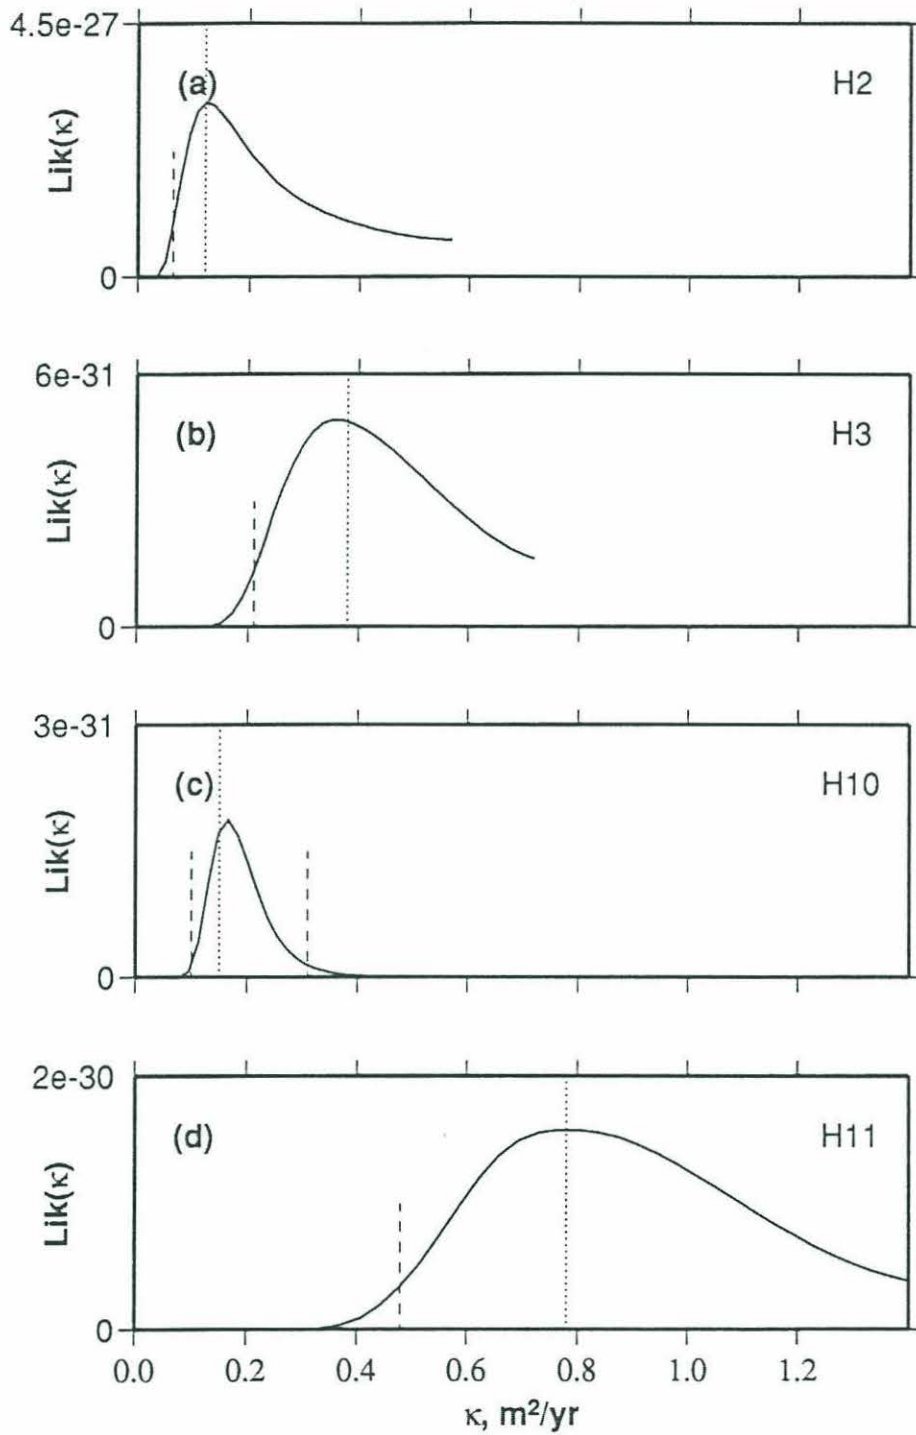 4.5e-27
(a)
H2
Lik(κ)
0
6e-31
(b)
H3
Lik(κ)
0
3e-31
(c)
H10
Lik(κ)
0
2e-30
(d)
H11
Lik(κ)
0
0.0 0.2 0.4 0.6 0.8 1.0 1.2
κ, m²/yr